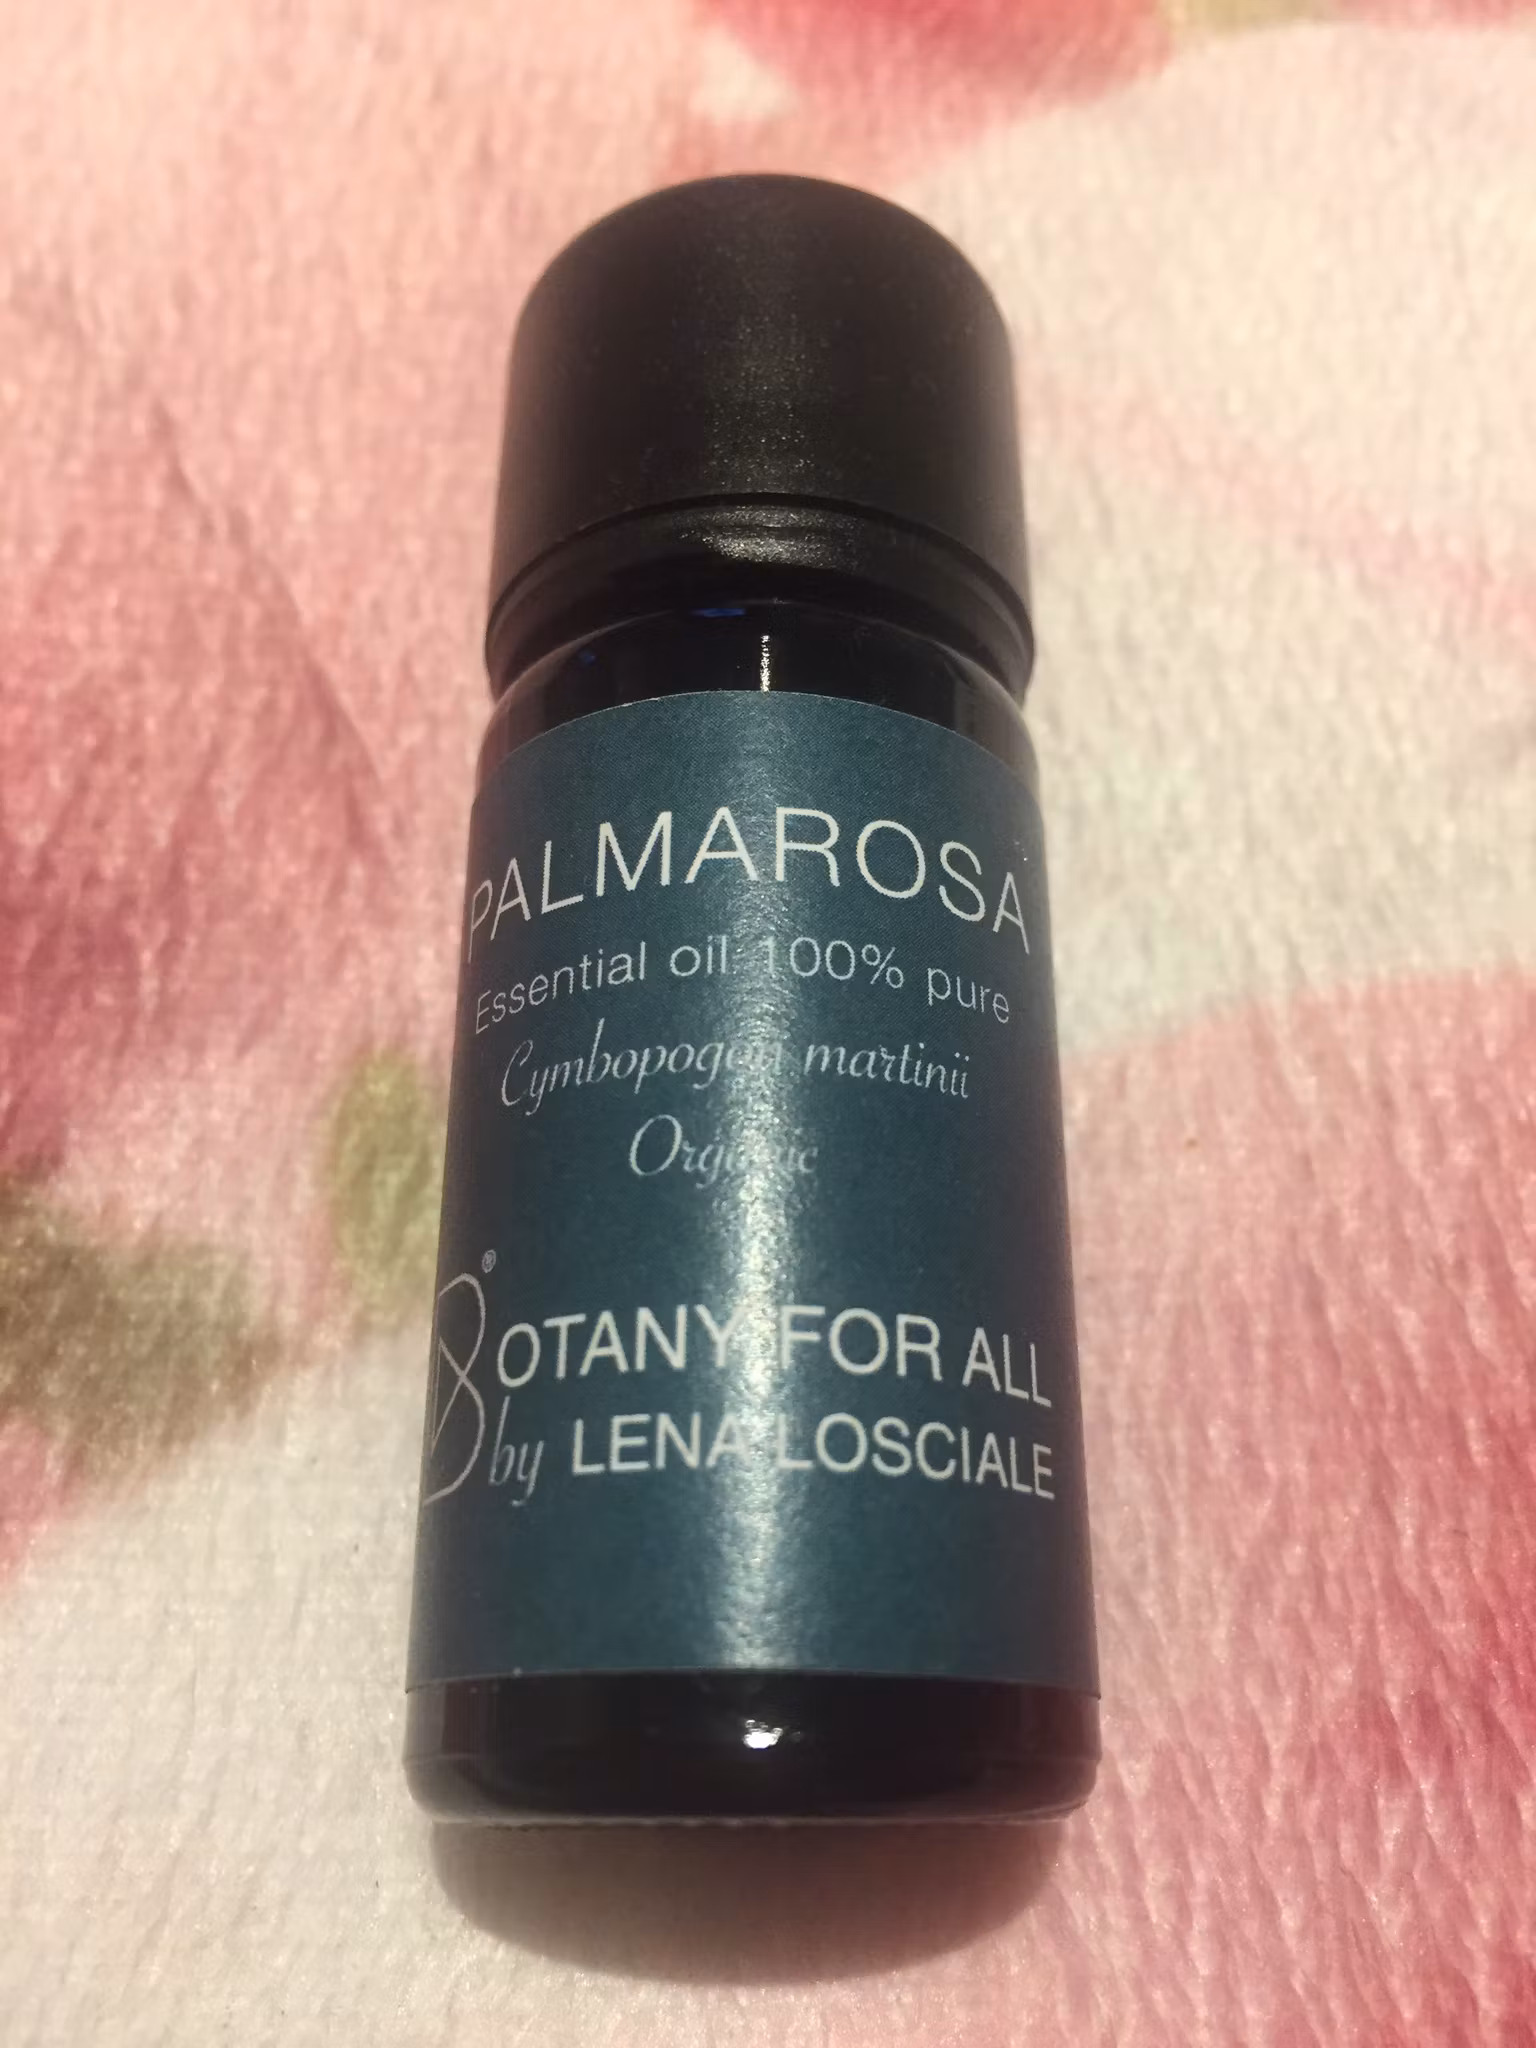 PALMAROSA
Essential oil 100% pure
Cymbopogon martinii
Organic
BOTANY FOR ALL®
by LENA LOSCIALE